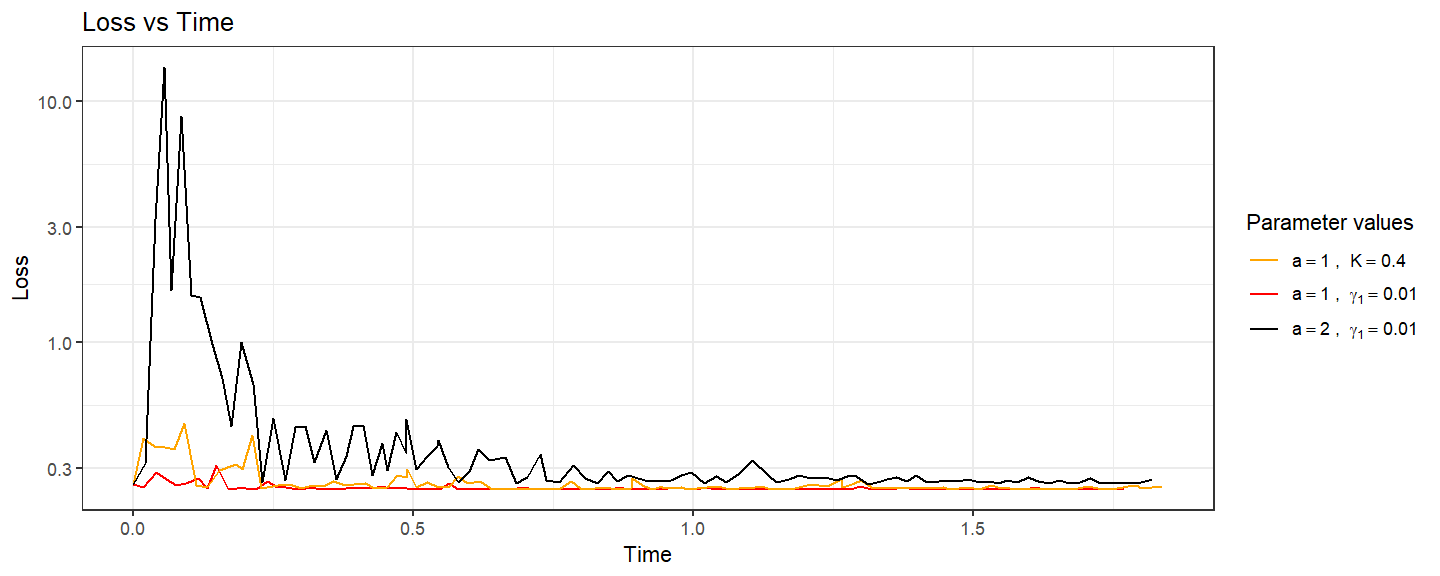 Loss vs Time
10.0
3.0
1.0
0.3
Loss
0.0 0.5 1.0 1.5
Time
Parameter values
a = 1 , K = 0.4
a = 1 , γ₁ = 0.01
a = 2 , γ₁ = 0.01